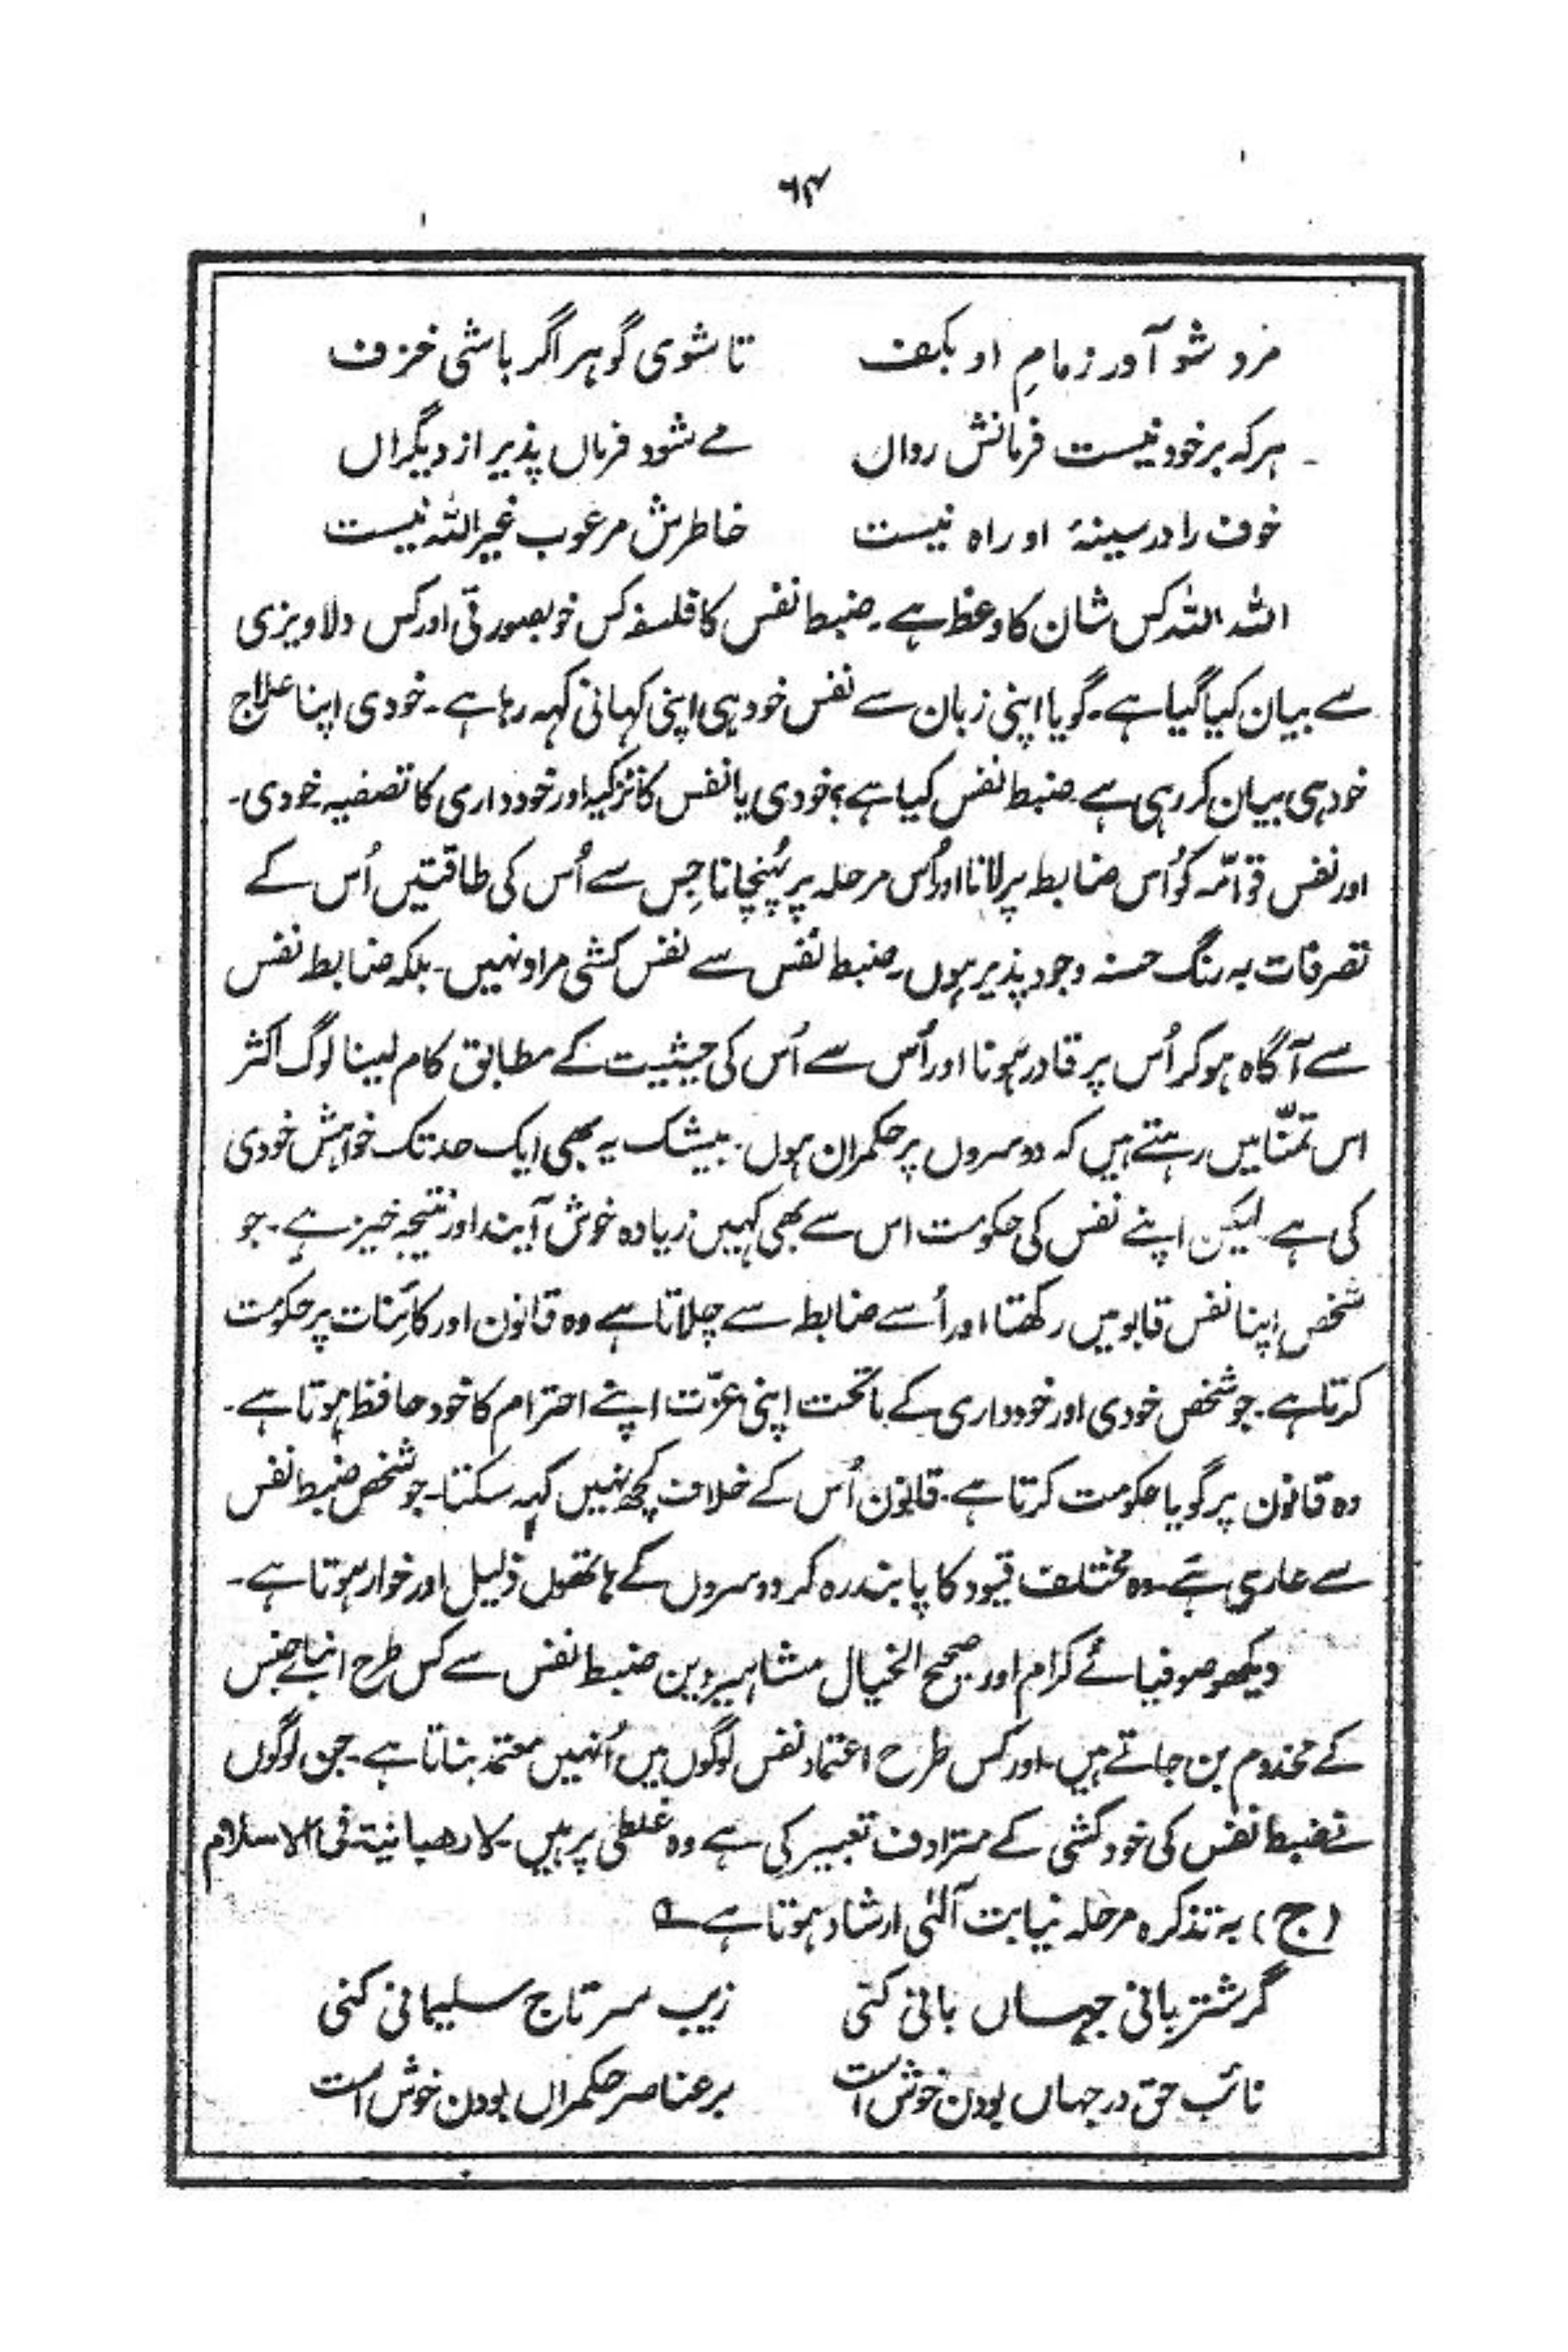 ۶۴
مرد شو آور زمامِ او بکف تا شوی گوہر اگر باشی خزف
ہر کہ بر خود نیست فرمانش رواں مے شود فرماں پذیر از دیگراں
خوف را در سینۂ او راہ نیست خاطرش مرعوب غیر اللہ نیست
اللہ اللہ کس شان کا وعظ ہے۔ ضبط نفس کا فلسفہ کس خوبصورتی اور کس دلاویزی
سے بیان کیا گیا ہے۔ گویا اپنی زبان سے نفس خود ہی اپنی کہانی کہہ رہا ہے۔ خودی اپنا علاج
خود ہی بیان کر رہی ہے۔ ضبط نفس کیا ہے؟ خودی یا نفس کا تزکیہ اور خودداری کا تصفیہ خودی۔
اور نفس قوامّہ کو اُس ضابطہ پر لانا اور اُس مرحلہ پر پُہنچانا جِس سے اُس کی طاقتیں اُس کے
تصرفات بہ رنگ حسنہ وجود پذیر ہوں۔ ضبط نفس سے نفس کشی مراد نہیں۔ بلکہ ضابط نفس
سے آگاہ ہو کر اُس پر قادر ہونا اور اُس سے اُس کی حیثیت کے مطابق کام لینا لوگ اکثر
اس تمنّا میں رہتے ہیں کہ دوسروں پر حکمران ہوں۔ بیشک یہ بھی ایک حد تک خواہش خودی
کی ہے۔ لیکن اپنے نفس کی حکومت اس سے بھی کہیں زیادہ خوش آیند اور نتیجہ خیز ہے۔ جو
شخص اپنا نفس قابو میں رکھتا اور اُسے ضابطہ سے چلاتا ہے وہ قانون اور کائنات پر حکومت
کرتا ہے۔ جو شخص خودی اور خودداری کے ماتحت اپنی عزّت اپنے احترام کا خود حافظ ہوتا ہے۔
وہ قانون پر گویا حکومت کرتا ہے۔ قانون اُس کے خلاف کچھ نہیں کہہ سکتا۔ جو شخص ضبط نفس
سے عاری ہے۔ وہ مختلف قیود کا پابند رہ کر دوسروں کے ہاتھوں ذلیل اور خوار ہوتا ہے۔
دیکھو صوفیائے کرام اور صحیح الخیال مشاہیر دین ضبط نفس سے کس طرح ابنائے جنس
کے مخدوم بن جاتے ہیں۔ اور کس طرح اعتماد نفس لوگوں میں اُنہیں معتمد بناتا ہے۔ جن لوگوں
نے ضبط نفس کی خود کشی کے مترادف تعبیر کی ہے وہ غلطی پر ہیں۔ لا رهبانیة فی الاسلام
(ج) بہ تذکرہ مرحلہ نیابت آلٰہی ارشاد ہوتا ہے ؎
گر شتر بانی جہاں بانی کنی زیب سر تاج سلیمانی کنی
نائب حق در جہاں بودن خوش است بر عناصر حکمراں بودن خوش است